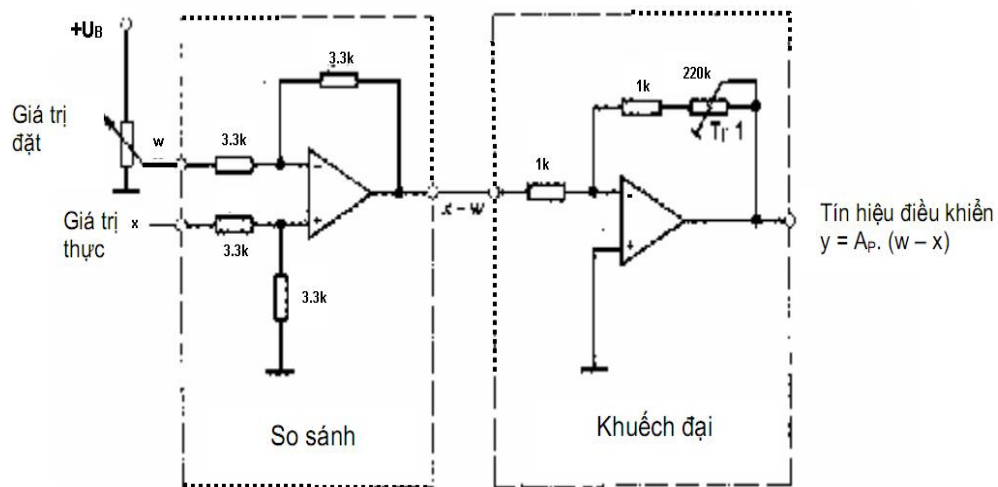 +UB
Giá trị
đặt
w
3.3k
3.3k
-
+
Giá trị
thực
x
3.3k
3.3k
So sánh
x - w
1k
1k
220k
Tr 1
-
+
Khuếch đại
Tín hiệu điều khiển
y = AP. (w – x)